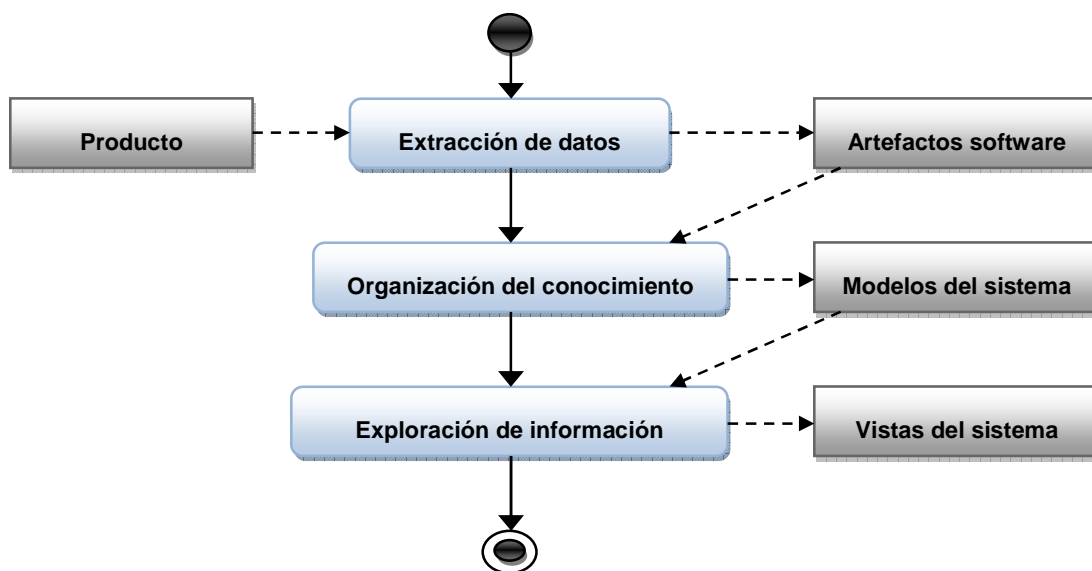 Producto
Extracción de datos
Artefactos software
Organización del conocimiento
Modelos del sistema
Exploración de información
Vistas del sistema